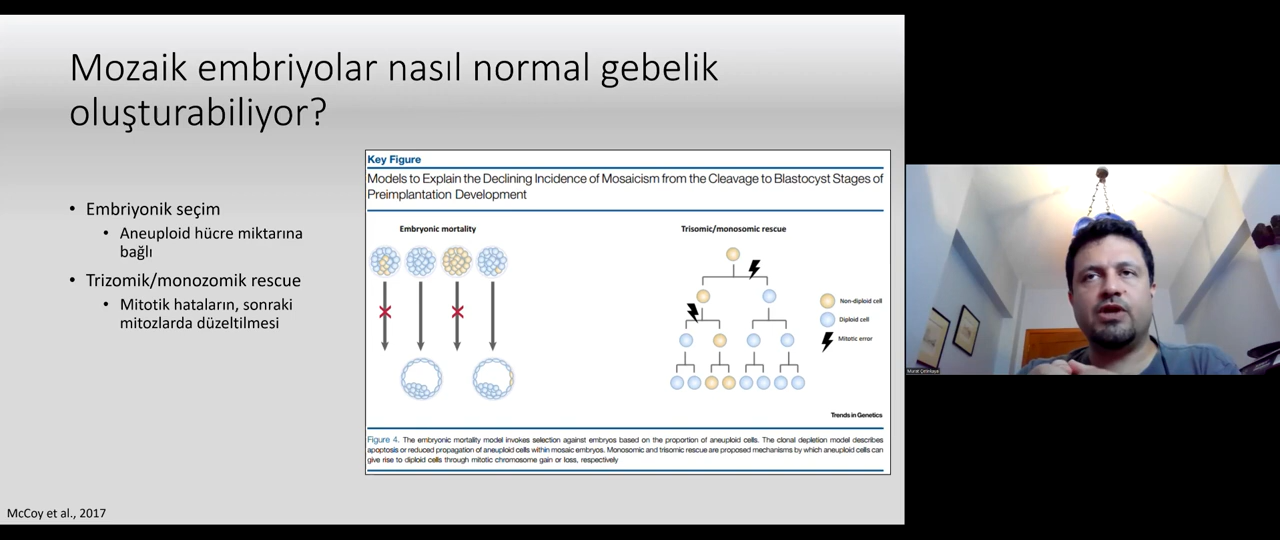 Mozaik embriyolar nasıl normal gebelik
oluşturabiliyor?
• Embriyonik seçim
• Aneuploid hücre miktarına
bağlı
• Trizomik/monozomik rescue
• Mitotik hataların, sonraki
mitozlarda düzeltilmesi
Key Figure
Models to Explain the Declining Incidence of Mosaicism from the Cleavage to Blastocyst Stages of
Preimplantation Development
Embryonic mortality
Trisomic/monosomic rescue
Non-diploid cell
Diploid cell
Mitotic error
Trends in Genetics
Figure 4. The embryonic mortality model invokes selection against embryos based on the proportion of aneuploid cells. The clonal depletion model describes
apoptosis or reduced propagation of aneuploid cells within mosaic embryos. Monosomic and trisomic rescue are proposed mechanisms by which aneuploid cells can
give rise to diploid cells through mitotic chromosome gain or loss, respectively
McCoy et al., 2017
Murat Çetinkaya